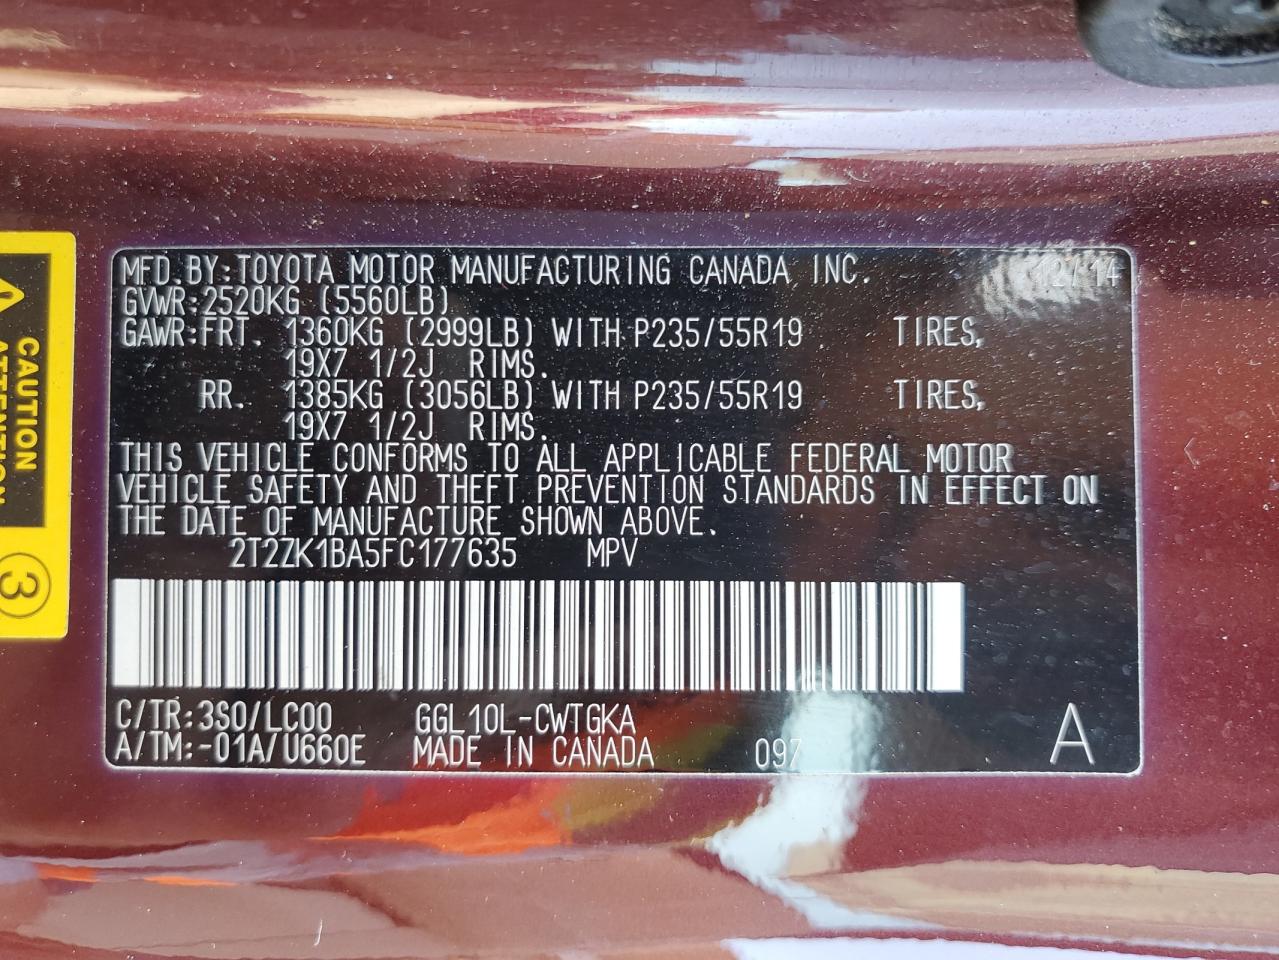 MFD.BY:TOYOTA MOTOR MANUFACTURING CANADA INC. 12/14
GVWR:2520KG (5560LB)
GAWR:FRT. 1360KG (2999LB) WITH P235/55R19 TIRES,
19X7 1/2J RIMS.
RR. 1385KG (3056LB) WITH P235/55R19 TIRES,
19X7 1/2J RIMS.
THIS VEHICLE CONFORMS TO ALL APPLICABLE FEDERAL MOTOR
VEHICLE SAFETY AND THEFT PREVENTION STANDARDS IN EFFECT ON
THE DATE OF MANUFACTURE SHOWN ABOVE.
2T2ZK1BA5FC177635 MPV
C/TR:3S0/LC00 GGL10L-CWTGKA A
A/TM:-01A/U660E MADE IN CANADA 097
CAUTION
ATTENTION
3